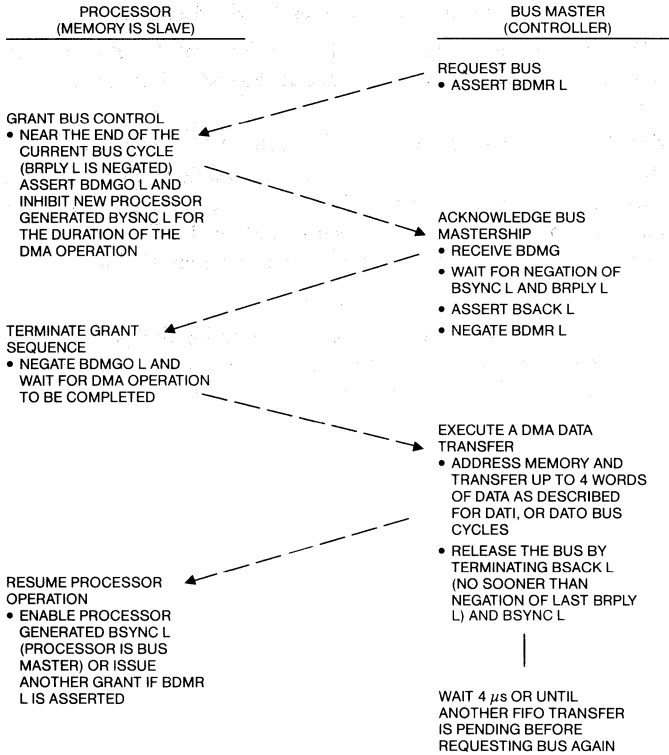 PROCESSOR
(MEMORY IS SLAVE)
BUS MASTER
(CONTROLLER)
REQUEST BUS
• ASSERT BDMR L
GRANT BUS CONTROL
• NEAR THE END OF THE
CURRENT BUS CYCLE
(BRPLY L IS NEGATED)
ASSERT BDMGO L AND
INHIBIT NEW PROCESSOR
GENERATED BYSNC L FOR
THE DURATION OF THE
DMA OPERATION
ACKNOWLEDGE BUS
MASTERSHIP
• RECEIVE BDMG
• WAIT FOR NEGATION OF
BSYNC L AND BRPLY L
• ASSERT BSACK L
• NEGATE BDMR L
TERMINATE GRANT
SEQUENCE
• NEGATE BDMGO L AND
WAIT FOR DMA OPERATION
TO BE COMPLETED
EXECUTE A DMA DATA
TRANSFER
• ADDRESS MEMORY AND
TRANSFER UP TO 4 WORDS
OF DATA AS DESCRIBED
FOR DATI, OR DATO BUS
CYCLES
• RELEASE THE BUS BY
TERMINATING BSACK L
(NO SOONER THAN
NEGATION OF LAST BRPLY
L) AND BSYNC L
RESUME PROCESSOR
OPERATION
• ENABLE PROCESSOR
GENERATED BSYNC L
(PROCESSOR IS BUS
MASTER) OR ISSUE
ANOTHER GRANT IF BDMR
L IS ASSERTED
WAIT 4 µs OR UNTIL
ANOTHER FIFO TRANSFER
IS PENDING BEFORE
REQUESTING BUS AGAIN